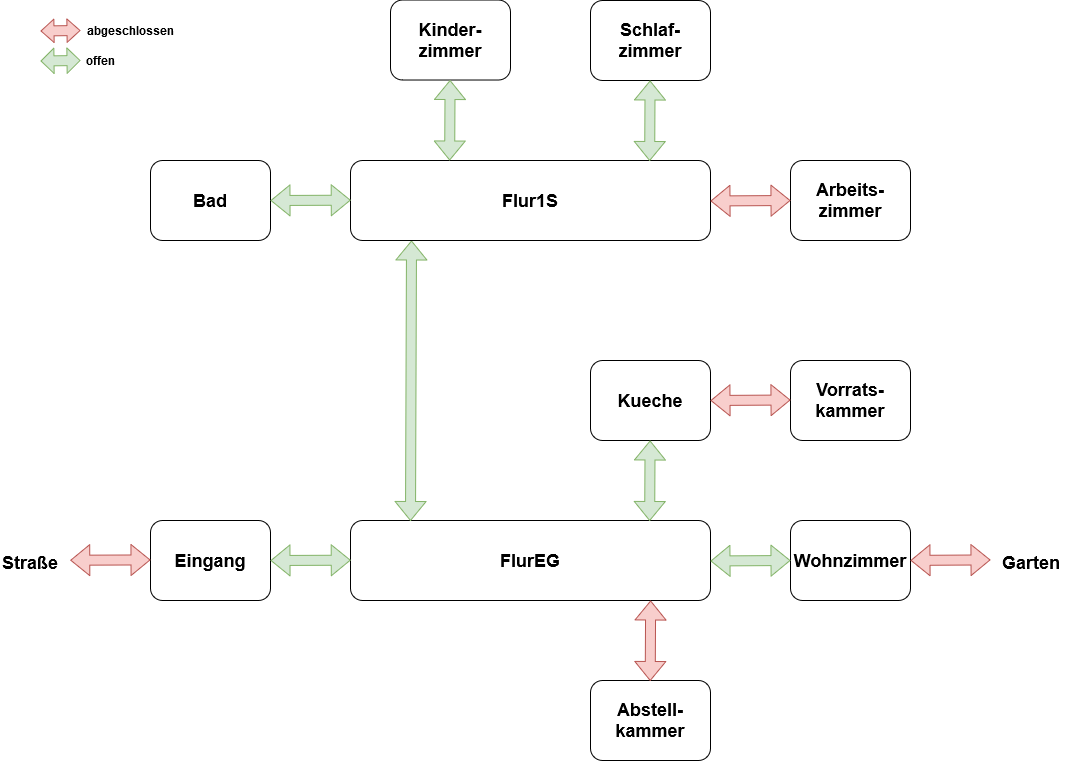 abgeschlossen
offen
Kinder-
zimmer
Schlaf-
zimmer
Bad
Flur1S
Arbeits-
zimmer
Kueche
Vorrats-
kammer
Straße
Eingang
FlurEG
Wohnzimmer
Garten
Abstell-
kammer